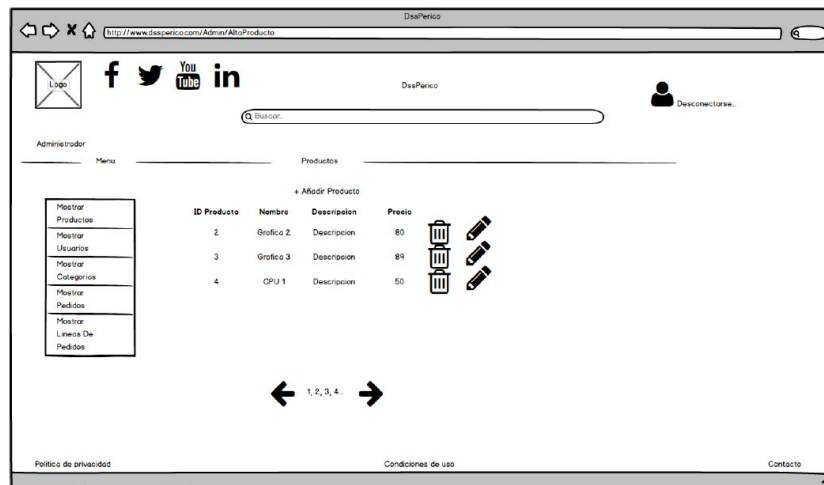 DssPerico
http://www.dssperico.com/Admin/AltaProducto
Logo
You Tube
in
DssPerico
Desconectarse..
Buscar..
Administrador
Menu
Productos
+ Añadir Producto
Mostrar
Productos
Mostrar
Usuarios
Mostrar
Categorias
Mostrar
Pedidos
Mostrar
Lineas De
Pedidos
ID Producto Nombre Descripcion Precio
2 Grafica 2 Descripcion 80
3 Grafica 3 Descripcion 89
4 CPU 1 Descripcion 50
1, 2, 3, 4..
Politica de privacidad
Condiciones de uso
Contacto